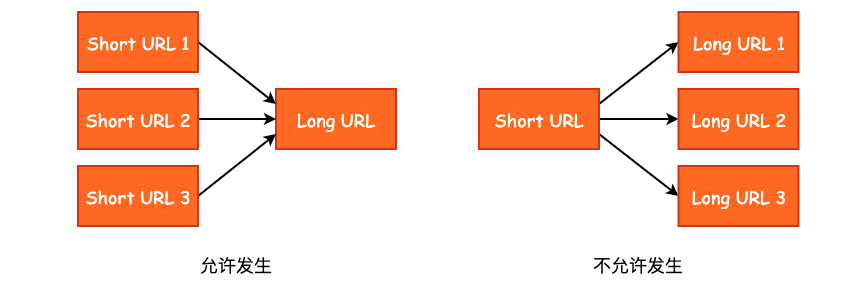 Short URL 1
Short URL 2
Short URL 3
Long URL
允许发生
Short URL
Long URL 1
Long URL 2
Long URL 3
不允许发生